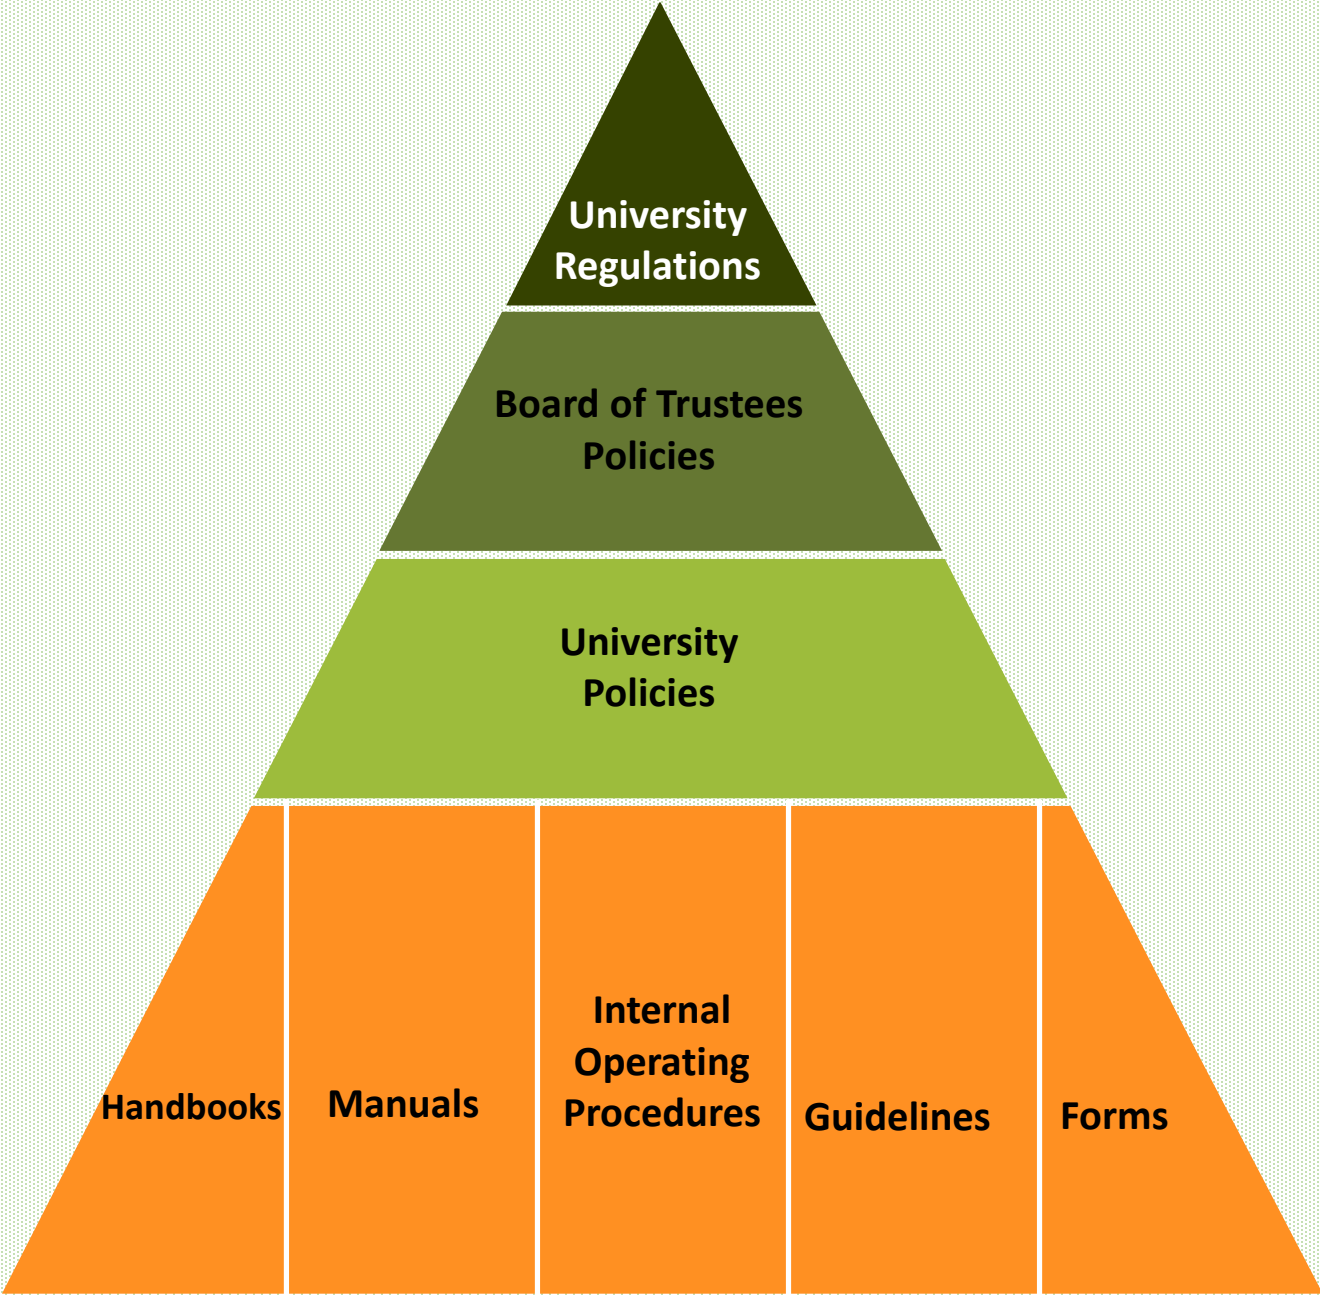 University
Regulations
Board of Trustees
Policies
University
Policies
Handbooks
Manuals
Internal
Operating
Procedures
Guidelines
Forms